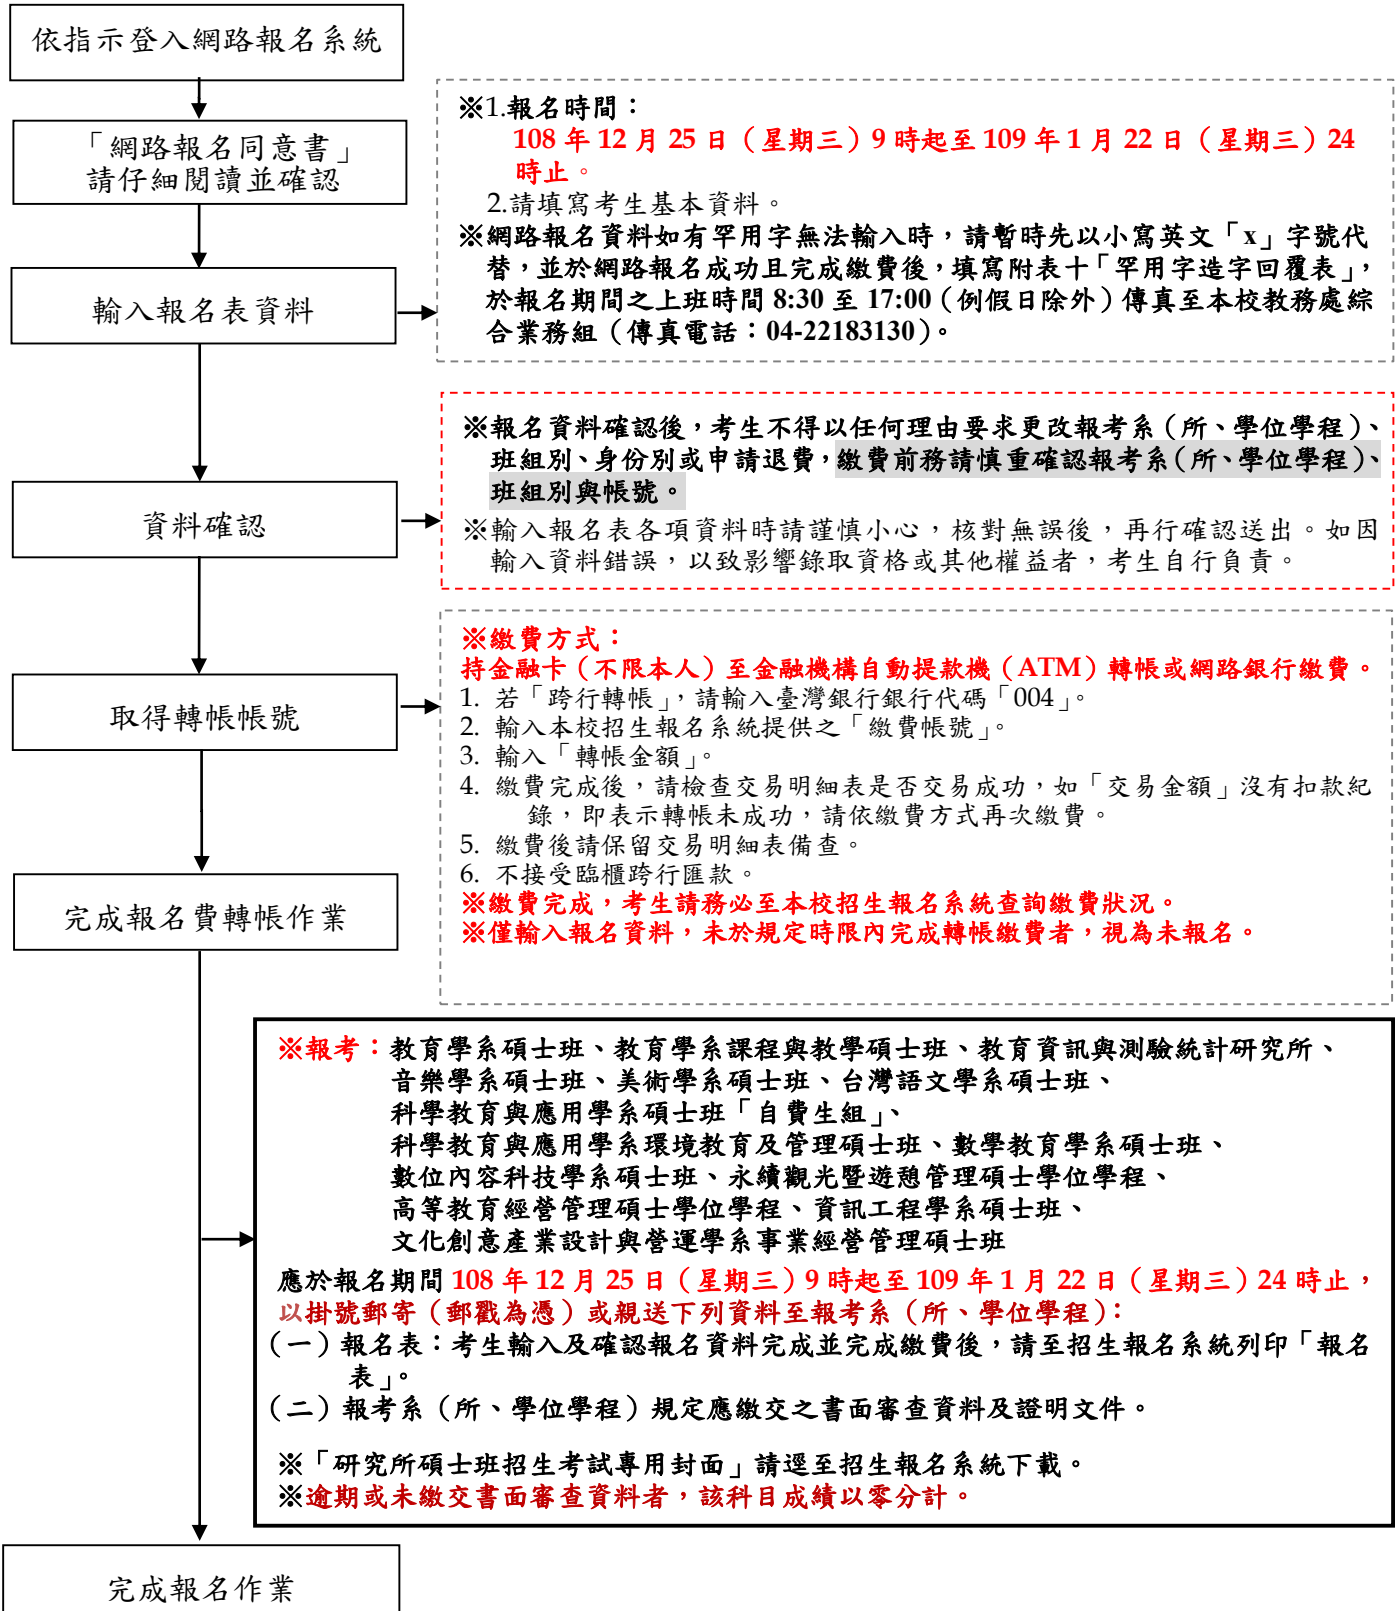 依指示登入網路報名系統
「網路報名同意書」
請仔細閱讀並確認
輸入報名表資料
※1.報名時間：
108 年 12 月 25 日（星期三）9 時起至 109 年 1 月 22 日（星期三）24
時止。
2.請填寫考生基本資料。
※網路報名資料如有罕用字無法輸入時，請暫時先以小寫英文「x」字號代
替，並於網路報名成功且完成繳費後，填寫附表十「罕用字造字回覆表」，
於報名期間之上班時間 8:30 至 17:00（例假日除外）傳真至本校教務處綜
合業務組（傳真電話：04-22183130）。
資料確認
※報名資料確認後，考生不得以任何理由要求更改報考系（所、學位學程）、
班組別、身份別或申請退費，繳費前務請慎重確認報考系（所、學位學程）、
班組別與帳號。
※輸入報名表各項資料時請謹慎小心，核對無誤後，再行確認送出。如因
輸入資料錯誤，以致影響錄取資格或其他權益者，考生自行負責。
取得轉帳帳號
※繳費方式：
持金融卡（不限本人）至金融機構自動提款機（ATM）轉帳或網路銀行繳費。
1. 若「跨行轉帳」，請輸入臺灣銀行銀行代碼「004」。
2. 輸入本校招生報名系統提供之「繳費帳號」。
3. 輸入「轉帳金額」。
4. 繳費完成後，請檢查交易明細表是否交易成功，如「交易金額」沒有扣款紀
錄，即表示轉帳未成功，請依繳費方式再次繳費。
5. 繳費後請保留交易明細表備查。
6. 不接受臨櫃跨行匯款。
※繳費完成，考生請務必至本校招生報名系統查詢繳費狀況。
※僅輸入報名資料，未於規定時限內完成轉帳繳費者，視為未報名。
完成報名費轉帳作業
※報考：教育學系碩士班、教育學系課程與教學碩士班、教育資訊與測驗統計研究所、
音樂學系碩士班、美術學系碩士班、台灣語文學系碩士班、
科學教育與應用學系碩士班「自費生組」、
科學教育與應用學系環境教育及管理碩士班、數學教育學系碩士班、
數位內容科技學系碩士班、永續觀光暨遊憩管理碩士學位學程、
高等教育經營管理碩士學位學程、資訊工程學系碩士班、
文化創意產業設計與營運學系事業經營管理碩士班
應於報名期間 108 年 12 月 25 日（星期三）9 時起至 109 年 1 月 22 日（星期三）24 時止，
以掛號郵寄（郵戳為憑）或親送下列資料至報考系（所、學位學程）：
（一）報名表：考生輸入及確認報名資料完成並完成繳費後，請至招生報名系統列印「報名
表」。
（二）報考系（所、學位學程）規定應繳交之書面審查資料及證明文件。
※「研究所碩士班招生考試專用封面」請逕至招生報名系統下載。
※逾期或未繳交書面審查資料者，該科目成績以零分計。
完成報名作業